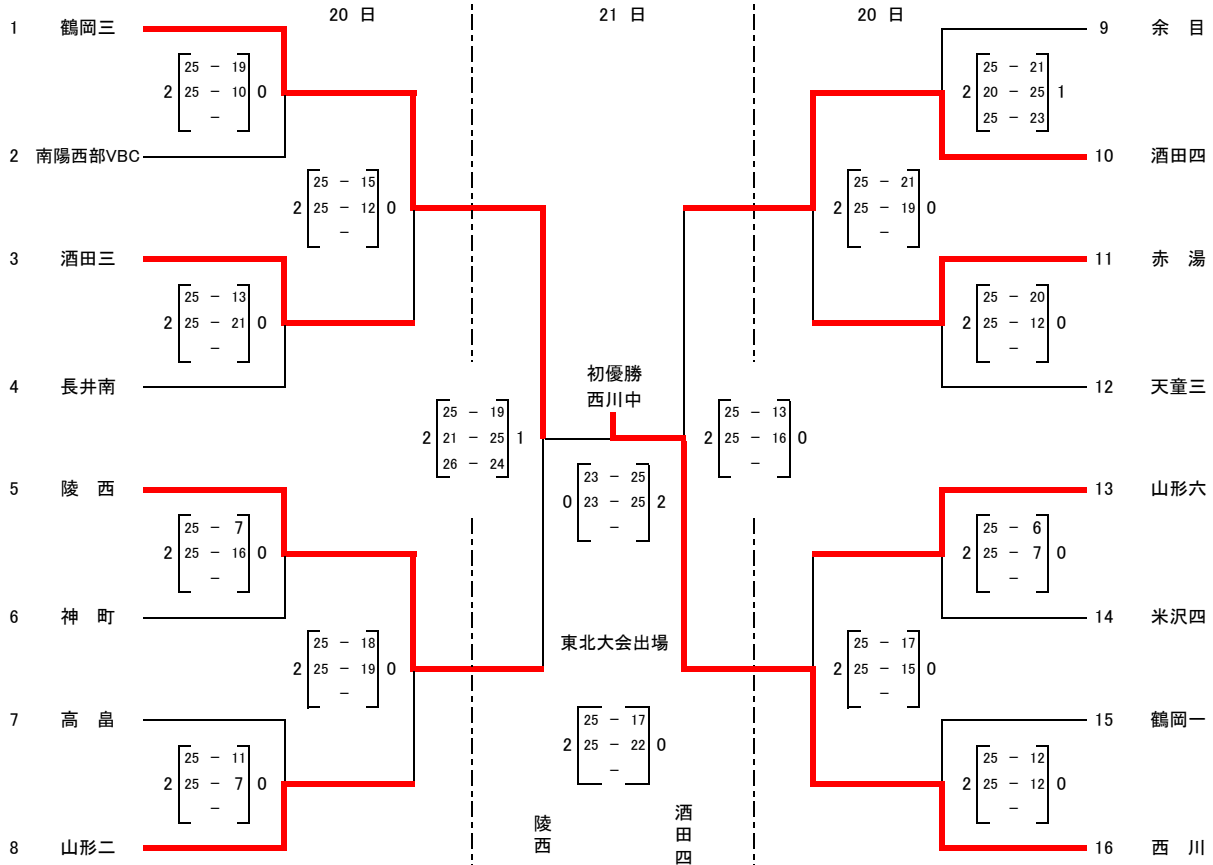 20 日
21 日
20 日
1 鶴岡三
25 - 19
2 25 - 10 0
-
2 南陽西部VBC
25 - 15
2 25 - 12 0
-
3 酒田三
25 - 13
2 25 - 21 0
-
4 長井南
25 - 19
2 21 - 25 1
26 - 24
5 陵 西
25 - 7
2 25 - 16 0
-
6 神 町
25 - 18
2 25 - 19 0
-
7 高 畠
25 - 11
2 25 - 7 0
-
8 山形二
初優勝
西川中
23 - 25
0 23 - 25 2
-
東北大会出場
25 - 17
2 25 - 22 0
-
陵西
酒田四
9 余 目
25 - 21
2 20 - 25 1
25 - 23
10 酒田四
25 - 21
2 25 - 19 0
-
11 赤 湯
25 - 20
2 25 - 12 0
-
12 天童三
25 - 13
2 25 - 16 0
-
13 山形六
25 - 6
2 25 - 7 0
-
14 米沢四
25 - 17
2 25 - 15 0
-
15 鶴岡一
25 - 12
2 25 - 12 0
-
16 西 川